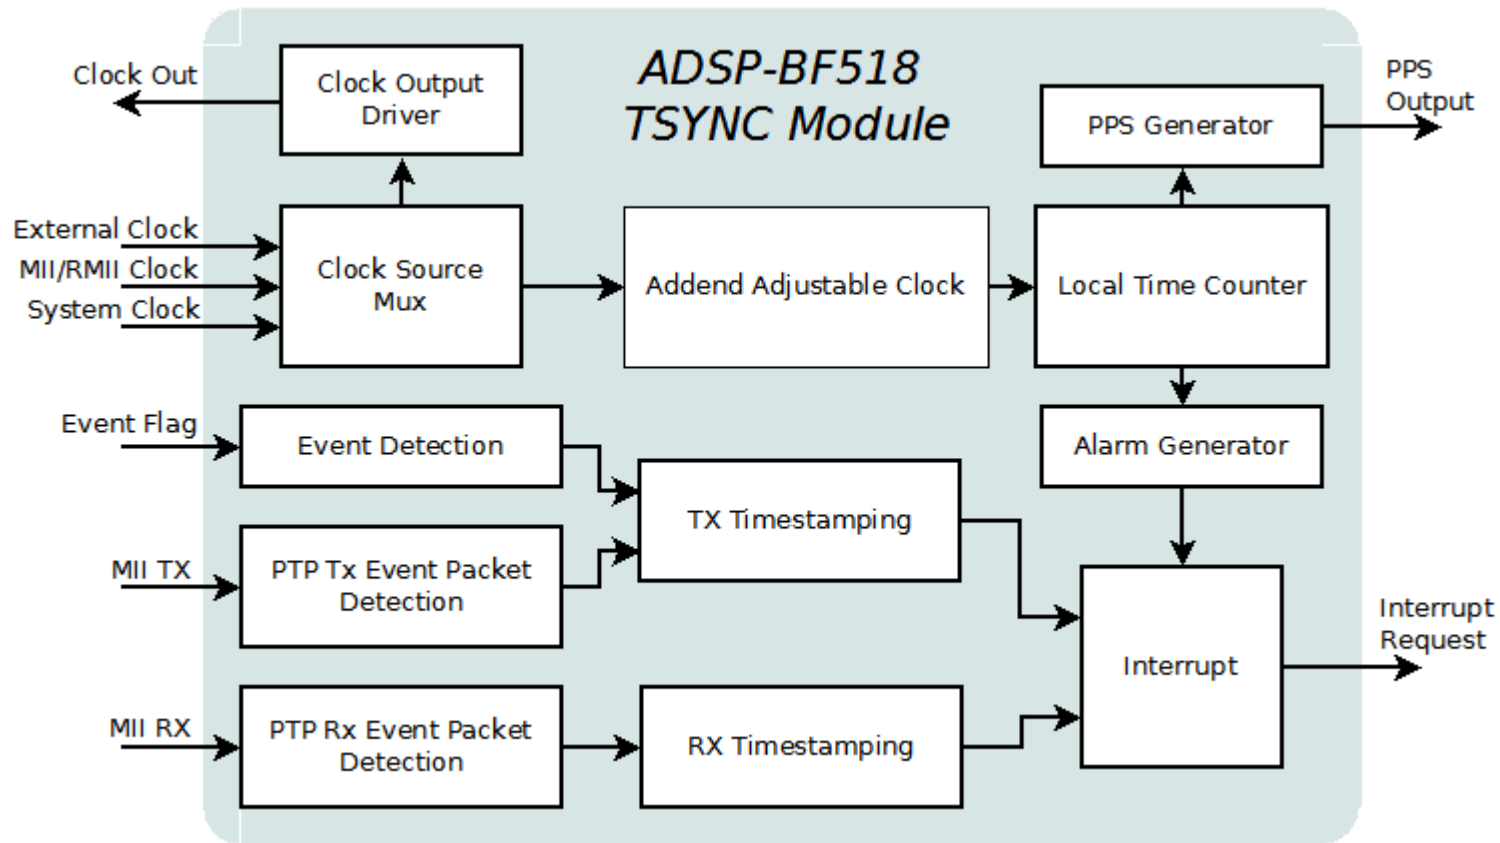 ADSP-BF518
TSYNC Module
Clock Out
Clock Output
Driver
PPS
Output
PPS Generator
External Clock
MII/RMII Clock
System Clock
Clock Source
Mux
Addend Adjustable Clock
Local Time Counter
Event Flag
Event Detection
Alarm Generator
TX Timestamping
MII TX
PTP Tx Event Packet
Detection
Interrupt
Interrupt
Request
MII RX
PTP Rx Event Packet
Detection
RX Timestamping